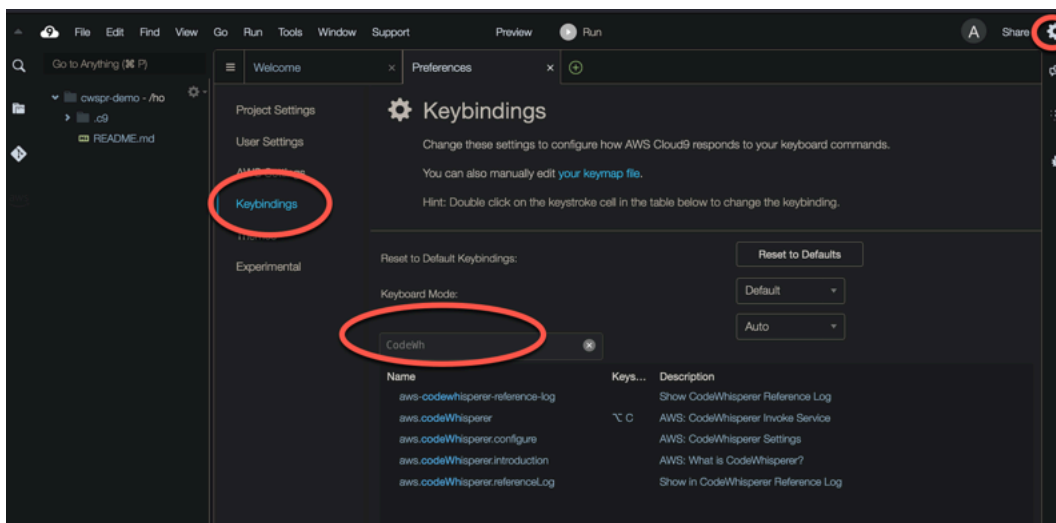 File Edit Find View Go Run Tools Window Support Preview Run A Share
Go to Anything (⌘ P)
Welcome × Preferences ×
cwspr-demo - /ho
.c9
README.md
Project Settings
User Settings
AWS Settings
Keybindings
Themes
Experimental
Keybindings
Change these settings to configure how AWS Cloud9 responds to your keyboard commands.
You can also manually edit your keymap file.
Hint: Double click on the keystroke cell in the table below to change the keybinding.
Reset to Default Keybindings: Reset to Defaults
Keyboard Mode: Default
Auto
CodeWh
Name Keys... Description
aws-codewhisperer-reference-log Show CodeWhisperer Reference Log
aws.codeWhisperer ⌥ C AWS: CodeWhisperer Invoke Service
aws.codeWhisperer.configure AWS: CodeWhisperer Settings
aws.codeWhisperer.introduction AWS: What is CodeWhisperer?
aws.codeWhisperer.referenceLog Show in CodeWhisperer Reference Log